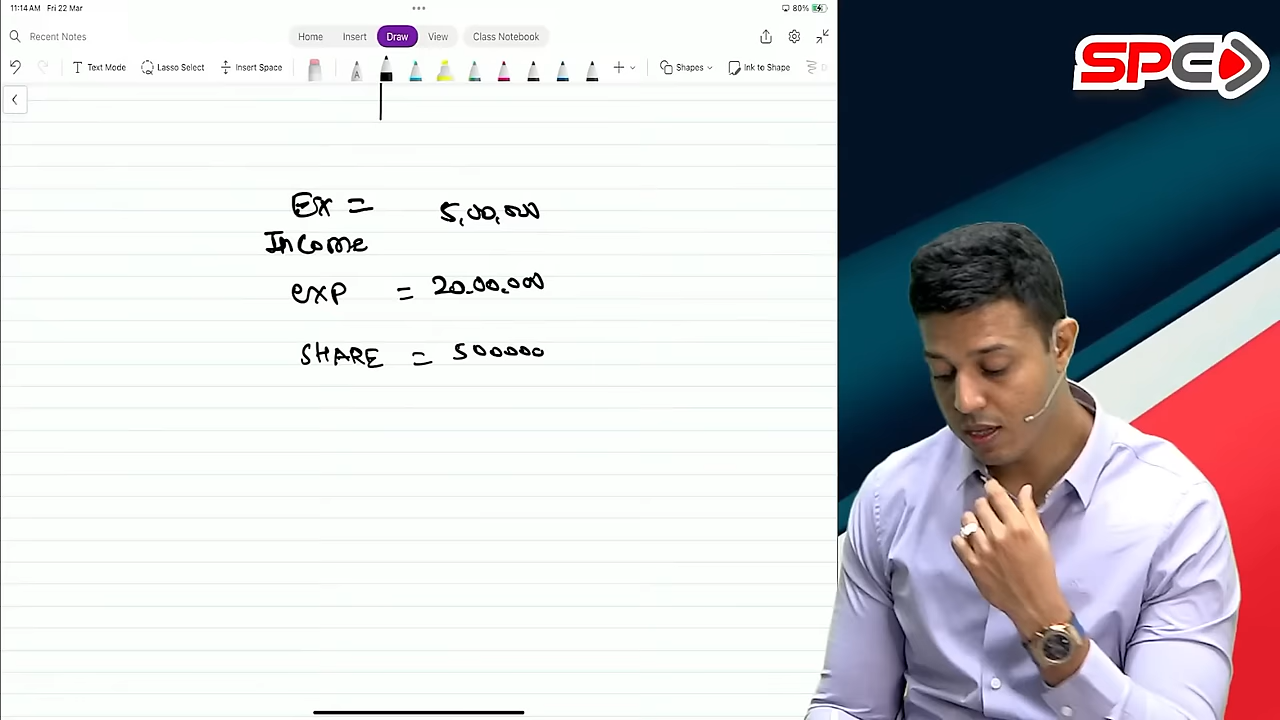 11:14 AM Fri 22 Mar
80%
Recent Notes
Home Insert Draw View Class Notebook
Text Mode Lasso Select Insert Space Shapes Ink to Shape
SPC
Ex = 5,00,000
Income
exp = 20,00,000
SHARE = 500000